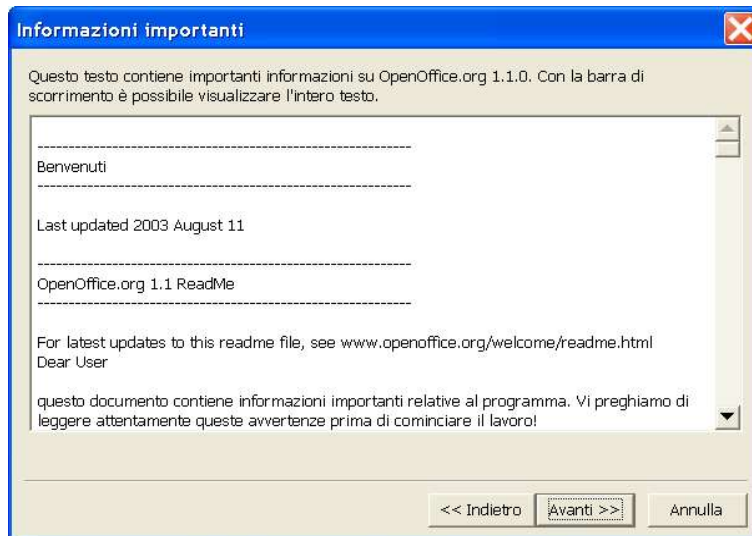 Informazioni importanti
Questo testo contiene importanti informazioni su OpenOffice.org 1.1.0. Con la barra di
scorrimento è possibile visualizzare l'intero testo.
------------------------------------------------------------
Benvenuti
------------------------------------------------------------
Last updated 2003 August 11
------------------------------------------------------------
OpenOffice.org 1.1 ReadMe
------------------------------------------------------------
For latest updates to this readme file, see www.openoffice.org/welcome/readme.html
Dear User
questo documento contiene informazioni importanti relative al programma. Vi preghiamo di
leggere attentamente queste avvertenze prima di cominciare il lavoro!
<< Indietro Avanti >> Annulla